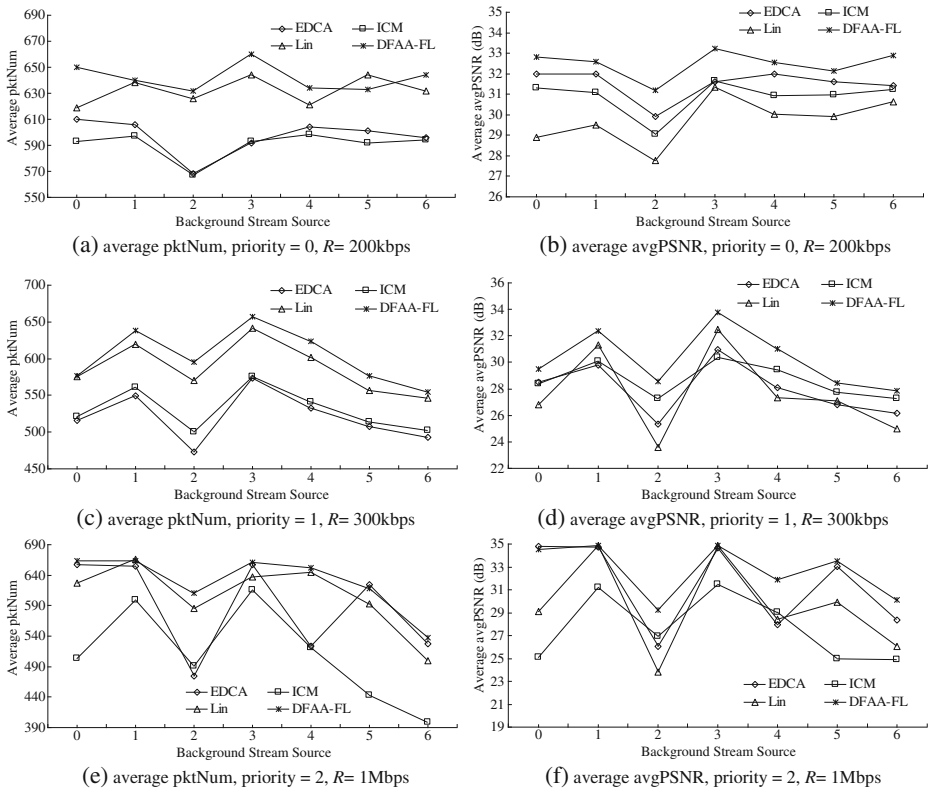 690
670
650
630
610
590
570
550
Average pktNum
EDCA
ICM
Lin
DFAA-FL
0 1 2 3 4 5 6
Background Stream Source
(a) average pktNum, priority = 0, R= 200kbps
35
34
33
32
31
30
29
28
27
26
Average avgPSNR (dB)
EDCA
ICM
Lin
DFAA-FL
0 1 2 3 4 5 6
Background Stream Source
(b) average avgPSNR, priority = 0, R= 200kbps
700
650
600
550
500
450
Average pktNum
EDCA
ICM
Lin
DFAA-FL
0 1 2 3 4 5 6
Background Stream Source
(c) average pktNum, priority = 1, R= 300kbps
36
34
32
30
28
26
24
22
Average avgPSNR (dB)
EDCA
ICM
Lin
DFAA-FL
0 1 2 3 4 5 6
Background Stream Source
(d) average avgPSNR, priority = 1, R= 300kbps
690
640
590
540
490
440
390
Average pktNum
EDCA
ICM
Lin
DFAA-FL
0 1 2 3 4 5 6
Background Stream Source
(e) average pktNum, priority = 2, R= 1Mbps
35
33
31
29
27
25
23
21
19
Average avgPSNR (dB)
EDCA
ICM
Lin
DFAA-FL
0 1 2 3 4 5 6
Background Stream Source
(f) average avgPSNR, priority = 2, R= 1Mbps